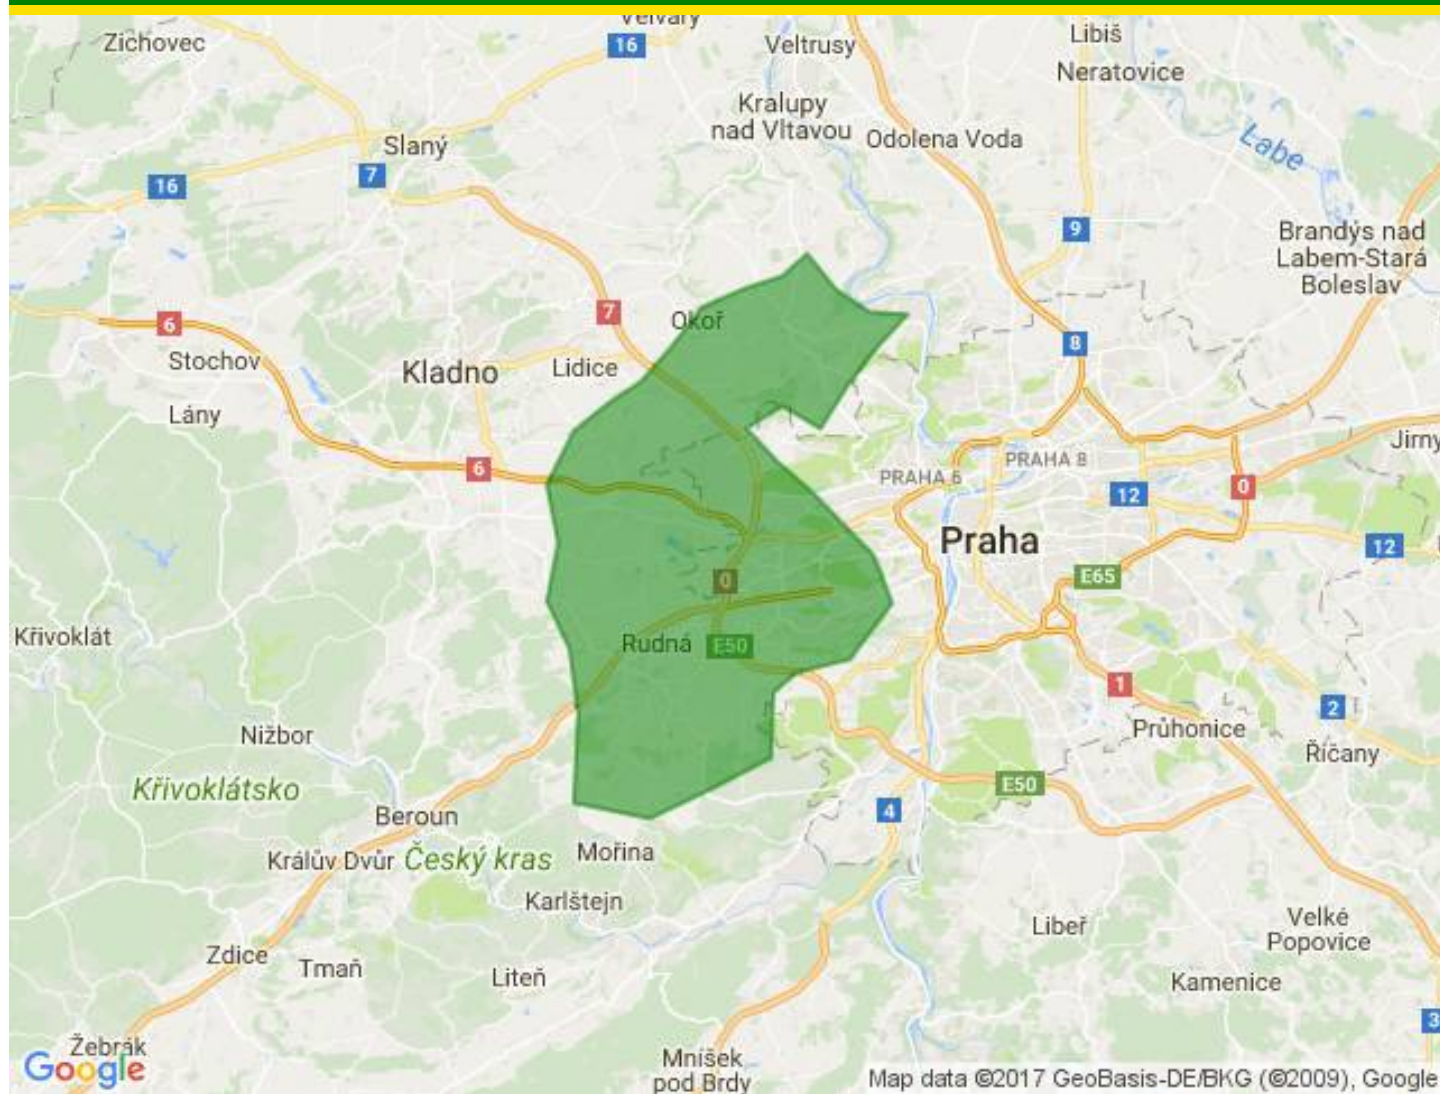 Velvary
Zichovec
16
Veltrusy
Libiš
Neratovice
Kralupy
nad Vltavou
Odolena Voda
Labe
Slaný
7
16
9
Brandýs nad
Labem-Stará
Boleslav
7
Okoř
6
8
Stochov
Kladno
Lidice
Lány
Jirny
6
PRAHA 6
PRAHA 8
12
0
Praha
12
0
E65
Křivoklát
Rudná
E50
1
2
Nižbor
Průhonice
Říčany
Křivoklátsko
E50
4
Beroun
Králův Dvůr
Český kras
Mořina
Karlštejn
Libeř
Velké
Popovice
Zdice
Tmaň
Liteň
Kamenice
3
Žebrák
Google
Mníšek
pod Brdy
Map data ©2017 GeoBasis-DE/BKG (©2009), Google